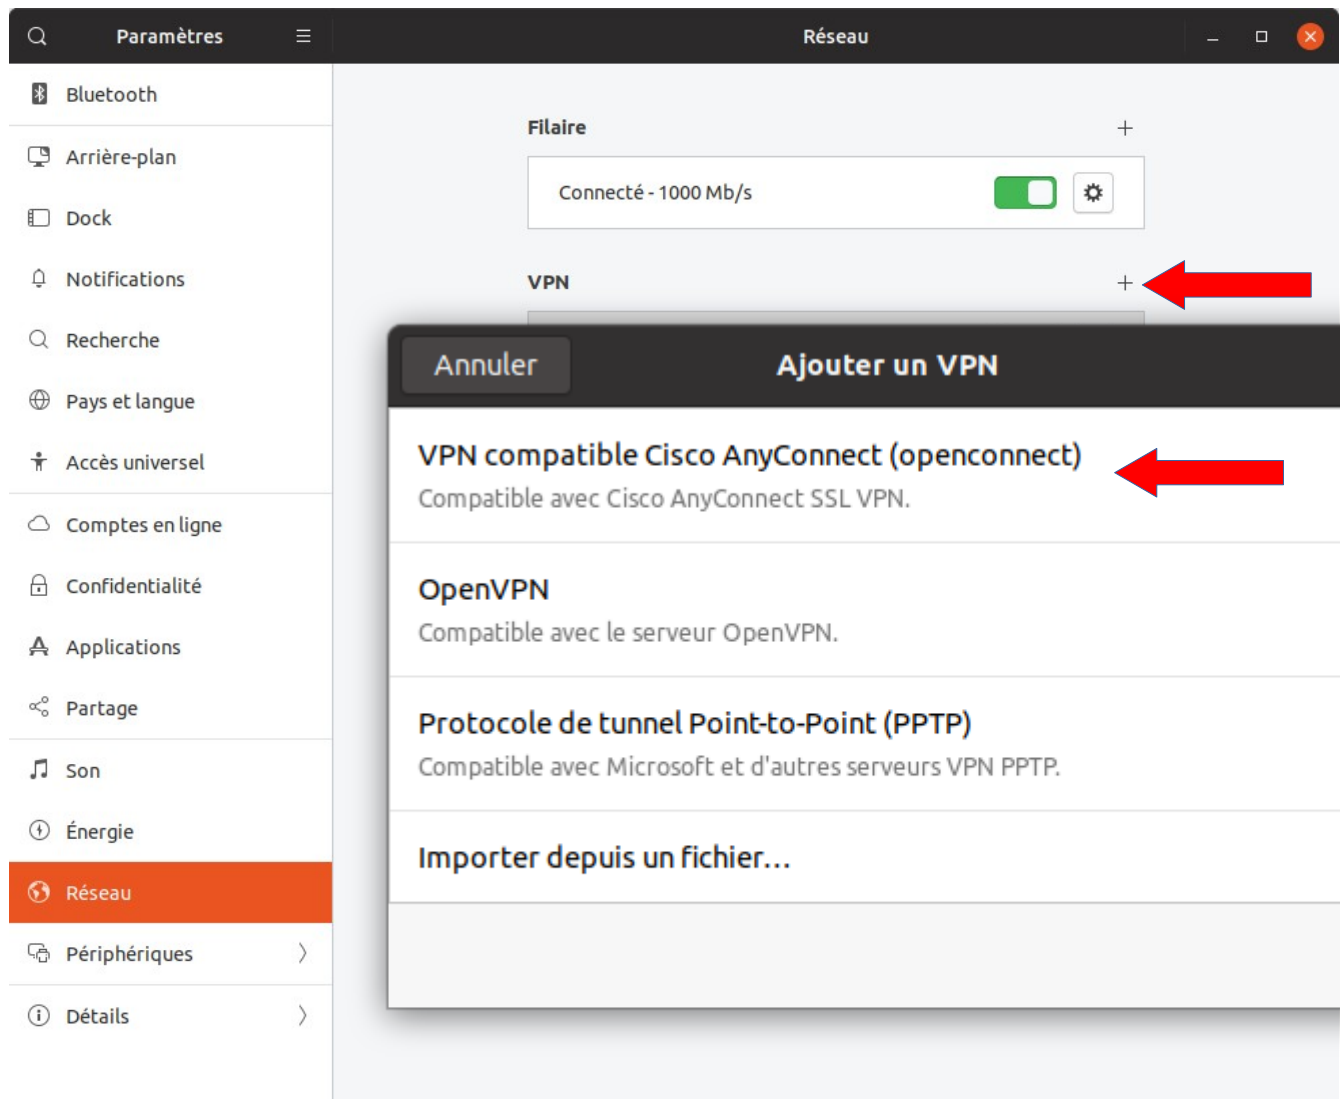 Paramètres
Réseau
Bluetooth
Arrière-plan
Dock
Notifications
Recherche
Pays et langue
Accès universel
Comptes en ligne
Confidentialité
Applications
Partage
Son
Énergie
Réseau
Périphériques
Détails
Filaire
Connecté - 1000 Mb/s
VPN
Annuler
Ajouter un VPN
VPN compatible Cisco AnyConnect (openconnect)
Compatible avec Cisco AnyConnect SSL VPN.
OpenVPN
Compatible avec le serveur OpenVPN.
Protocole de tunnel Point-to-Point (PPTP)
Compatible avec Microsoft et d'autres serveurs VPN PPTP.
Importer depuis un fichier…